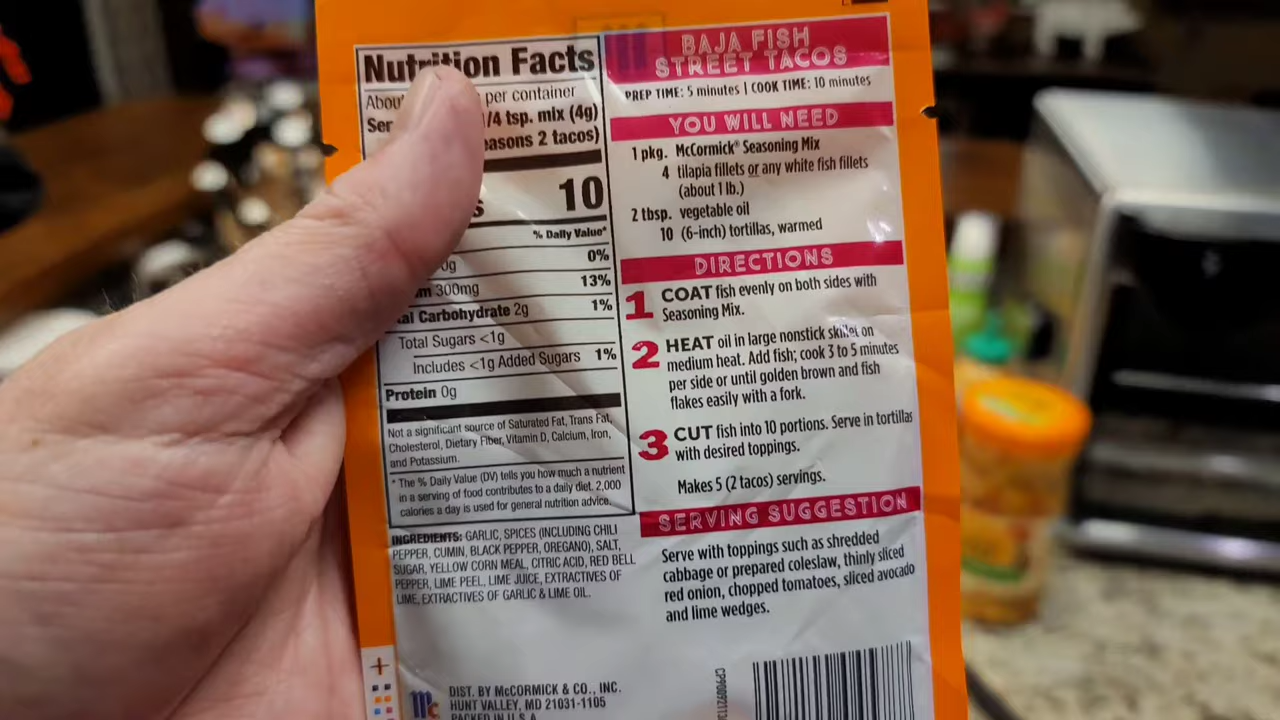 Nutrition Facts
per container
/4 tsp. mix (4g)
2 tacos)
10
% Daily Value*
0%
300mg 13%
Carbohydrate 2g 1%
Total Sugars <1g
Includes <1g Added Sugars 1%
Protein 0g
Not a significant source of Saturated Fat, Trans Fat,
Cholesterol, Dietary Fiber, Vitamin D, Calcium, Iron,
and Potassium.
* The % Daily Value (DV) tells you how much a nutrient
in a serving of food contributes to a daily diet. 2,000
calories a day is used for general nutrition advice.
INGREDIENTS: GARLIC, SPICES (INCLUDING CHILI
PEPPER, CUMIN, BLACK PEPPER, OREGANO), SALT,
SUGAR, YELLOW CORN MEAL, CITRIC ACID, RED BELL
PEPPER, LIME PEEL, LIME JUICE, EXTRACTIVES OF
LIME, EXTRACTIVES OF GARLIC & LIME OIL.
Mc
DIST. BY McCORMICK & CO., INC.
HUNT VALLEY, MD 21031-1105
PACKED IN U.S.A.
BAJA FISH
STREET TACOS
PREP TIME: 5 minutes | COOK TIME: 10 minutes
YOU WILL NEED
1 pkg. McCormick® Seasoning Mix
4 tilapia fillets or any white fish fillets
(about 1 lb.)
2 tbsp. vegetable oil
10 (6-inch) tortillas, warmed
DIRECTIONS
1 COAT fish evenly on both sides with
Seasoning Mix.
2 HEAT oil in large nonstick skillet on
medium heat. Add fish; cook 3 to 5 minutes
per side or until golden brown and fish
flakes easily with a fork.
3 CUT fish into 10 portions. Serve in tortillas
with desired toppings.
Makes 5 (2 tacos) servings.
SERVING SUGGESTION
Serve with toppings such as shredded
cabbage or prepared coleslaw, thinly sliced
red onion, chopped tomatoes, sliced avocado
and lime wedges.